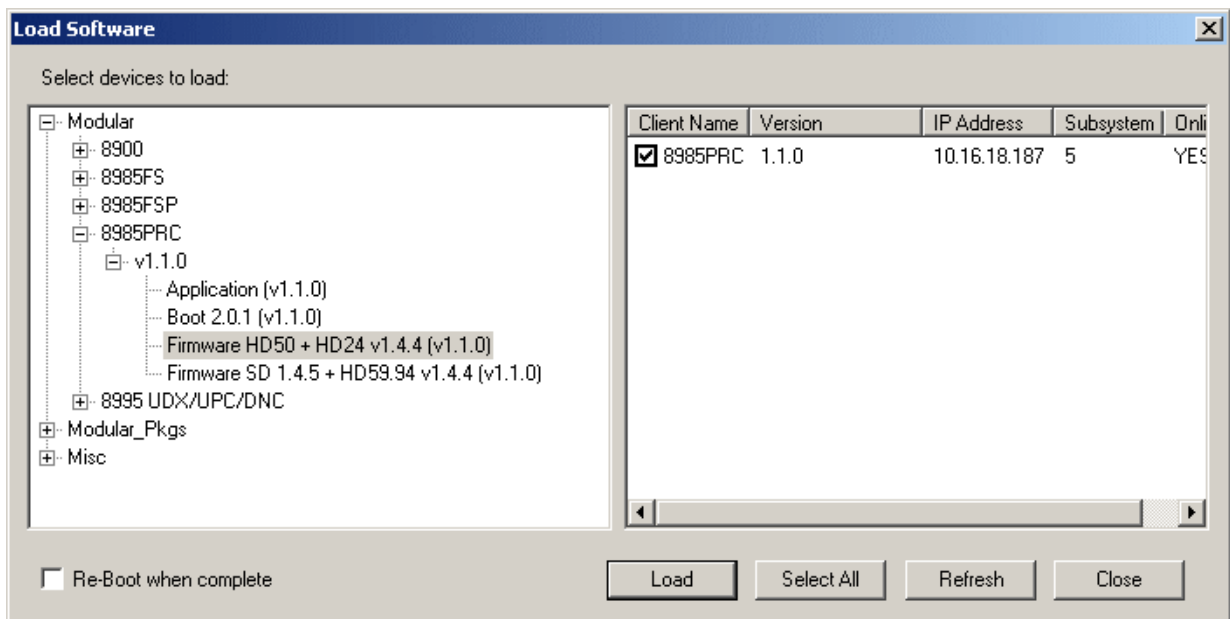 Load Software
Select devices to load:
Modular
8900
8985FS
8985FSP
8985PRC
v1.1.0
Application (v1.1.0)
Boot 2.0.1 (v1.1.0)
Firmware HD50 + HD24 v1.4.4 (v1.1.0)
Firmware SD 1.4.5 + HD59.94 v1.4.4 (v1.1.0)
8995 UDX/UPC/DNC
Modular_Pkgs
Misc
Client Name Version IP Address Subsystem Onli
8985PRC 1.1.0 10.16.18.187 5 YES
Re-Boot when complete
Load Select All Refresh Close